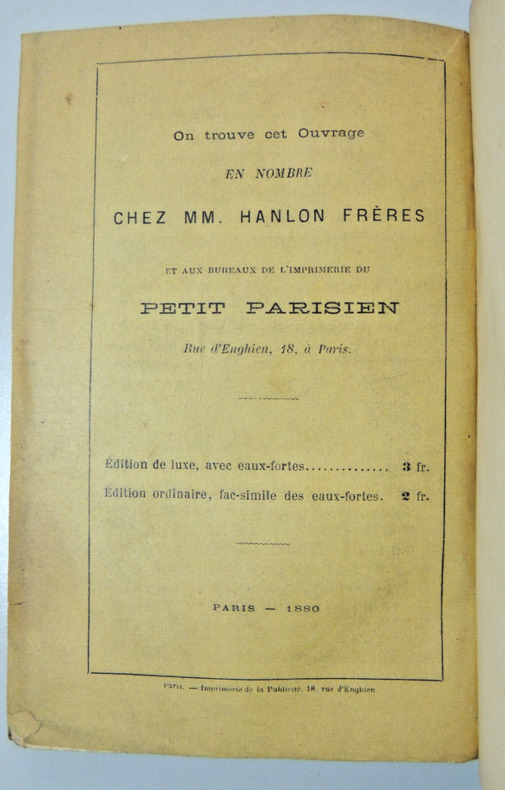 On trouve cet Ouvrage
EN NOMBRE
CHEZ MM. HANLON FRÈRES
ET AUX BUREAUX DE L'IMPRIMERIE DU
PETIT PARISIEN
Rue d'Enghien, 18, à Paris.
Édition de luxe, avec eaux-fortes.............. 3 fr.
Édition ordinaire, fac-simile des eaux-fortes. 2 fr.
PARIS — 1880
Paris. — Imprimerie de la Publicité, 18, rue d'Enghien